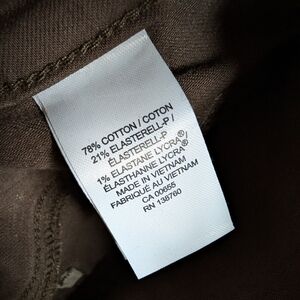 78% COTTON / COTON
21% ELASTERELL-P /
ÉLASTERELL-P
1% ELASTANE LYCRA® /
ÉLASTHANNE LYCRA®
MADE IN VIETNAM
FABRIQUÉ AU VIETNAM
CA 00655
RN 138760